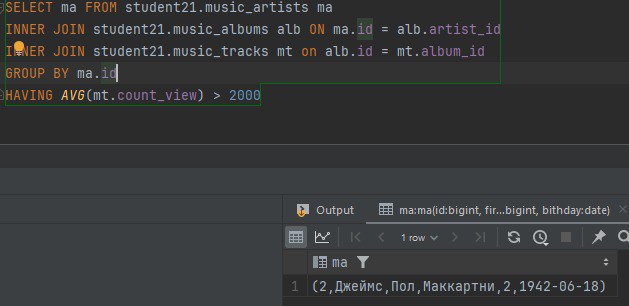 SELECT ma FROM student21.music_artists ma
INNER JOIN student21.music_albums alb ON ma.id = alb.artist_id
INNER JOIN student21.music_tracks mt on alb.id = mt.album_id
GROUP BY ma.id
HAVING AVG(mt.count_view) > 2000
Output ma:ma(id:bigint, fir...bigint, bithday:date)
1 row
ma
1 (2,Джеймс,Пол,Маккартни,2,1942-06-18)